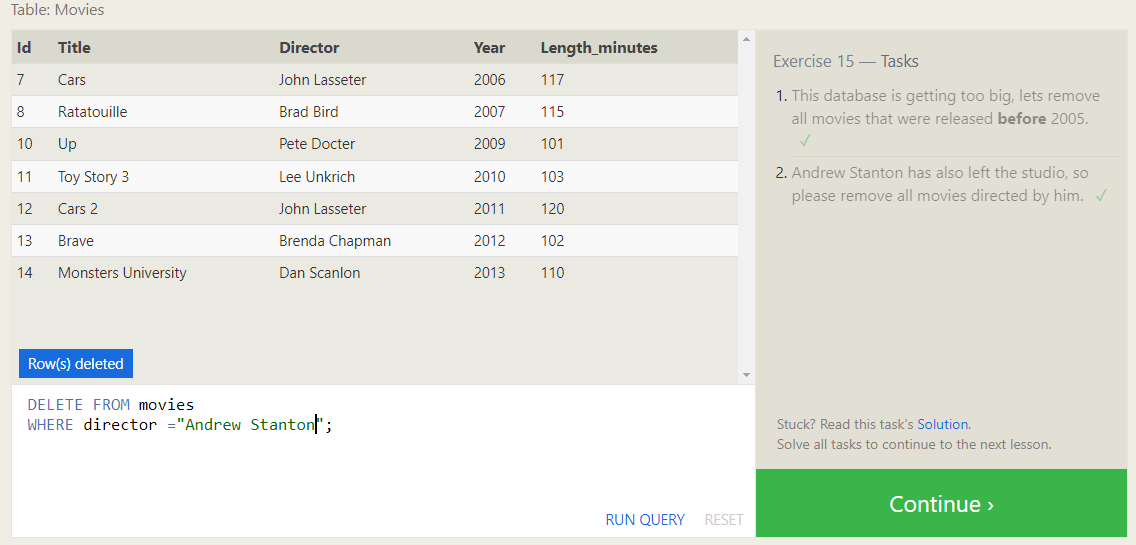 Table: Movies
Id Title Director Year Length_minutes
7 Cars John Lasseter 2006 117
8 Ratatouille Brad Bird 2007 115
10 Up Pete Docter 2009 101
11 Toy Story 3 Lee Unkrich 2010 103
12 Cars 2 John Lasseter 2011 120
13 Brave Brenda Chapman 2012 102
14 Monsters University Dan Scanlon 2013 110
Row(s) deleted
DELETE FROM movies
WHERE director ="Andrew Stanton";
RUN QUERY RESET
Exercise 15 — Tasks
1. This database is getting too big, lets remove
all movies that were released before 2005.
✓
2. Andrew Stanton has also left the studio, so
please remove all movies directed by him. ✓
Stuck? Read this task's Solution.
Solve all tasks to continue to the next lesson.
Continue ›